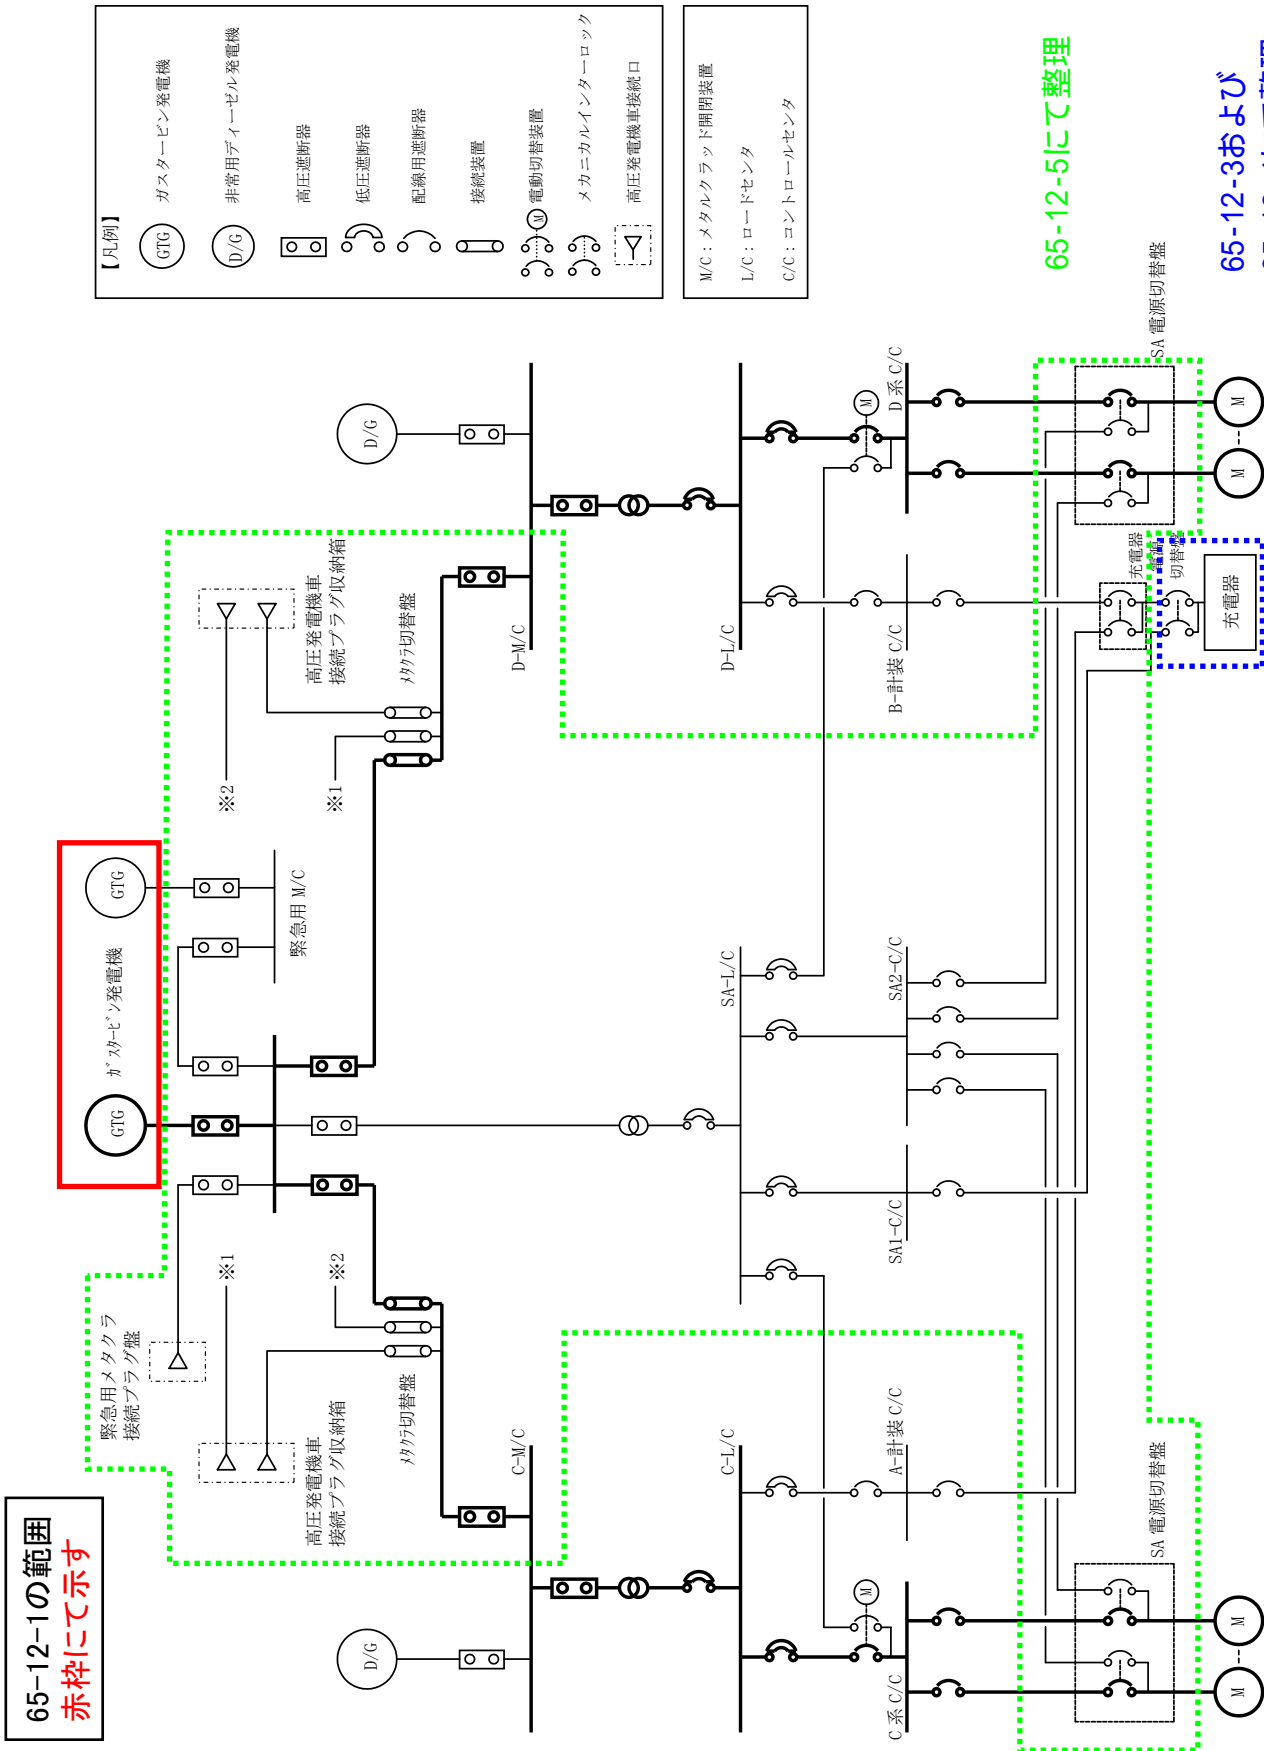 65-12-1の範囲
赤枠にて示す
緊急用メタクラ
接続プラグ盤
ガスタービン発電機
GTG
GTG
緊急用 M/C
※1
※2
※2
※1
高圧発電機車
接続プラグ収納箱
高圧発電機車
接続プラグ収納箱
メタクラ切替盤
メタクラ切替盤
D/G
D/G
C-M/C
D-M/C
C-L/C
SA-L/C
D-L/C
M
M
C系 C/C
A-計装 C/C
SA1-C/C
SA2-C/C
B-計装 C/C
D系 C/C
SA 電源切替盤
SA 電源切替盤
充電器
電源
切替盤
充電器
M
M
M
M
【凡例】
GTG
ガスタービン発電機
D/G
非常用ディーゼル発電機
高圧遮断器
低圧遮断器
配線用遮断器
接続装置
M
電動切替装置
メカニカルインターロック
高圧発電機車接続口
M/C：メタルクラッド開閉装置
L/C：ロードセンタ
C/C：コントロールセンタ
65-12-5にて整理
65-12-3および